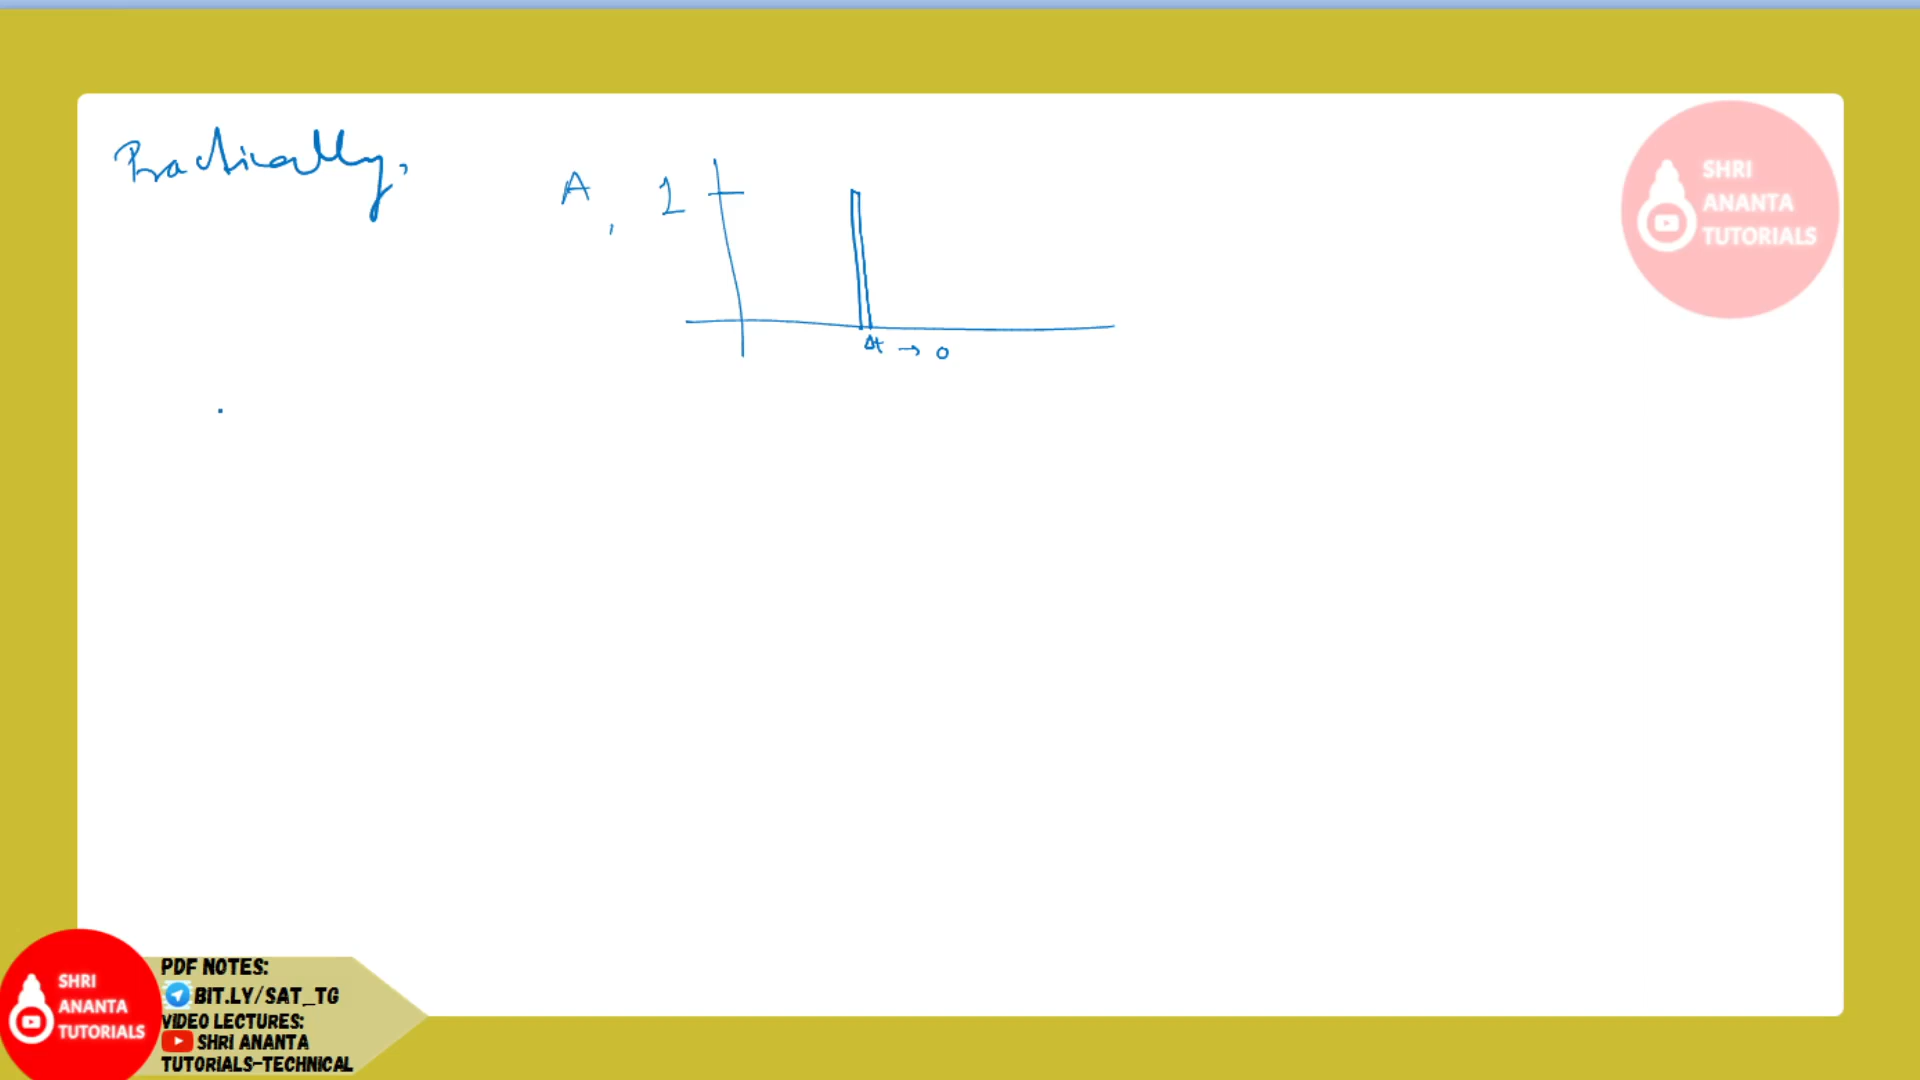 Practically,
A, 1
Δt → 0
SHRI
ANANTA
TUTORIALS
SHRI
ANANTA
TUTORIALS
PDF NOTES:
BIT.LY/SAT_TG
VIDEO LECTURES:
SHRI ANANTA
TUTORIALS-TECHNICAL